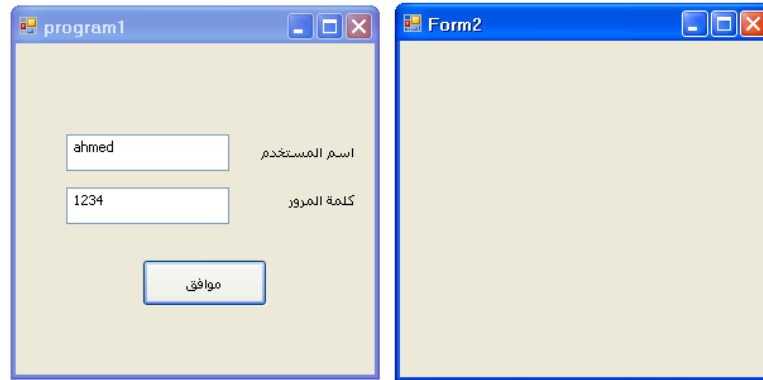 program1
Form2
ahmed
اسم المستخدم
1234
كلمة المرور
موافق